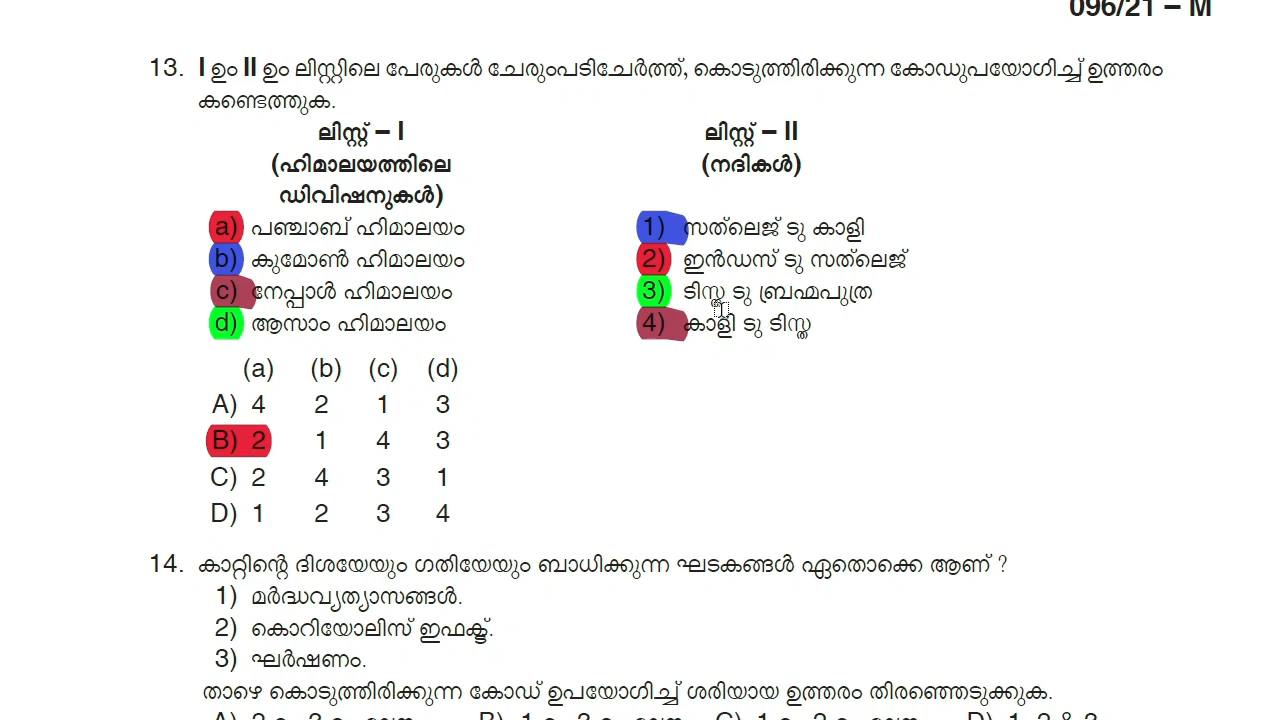 096/21 – M
13. I ഉം II ഉം ലിസ്റ്റിലെ പേരുകൾ ചേരുംപടിചേർത്ത്, കൊടുത്തിരിക്കുന്ന കോഡുപയോഗിച്ച് ഉത്തരം
കണ്ടെത്തുക.
ലിസ്റ്റ് – I ലിസ്റ്റ് – II
(ഹിമാലയത്തിലെ (നദികൾ)
ഡിവിഷനുകൾ)
a) പഞ്ചാബ് ഹിമാലയം 1) സത്‌ലെജ് ടു കാളി
b) കുമോൺ ഹിമാലയം 2) ഇൻഡസ് ടു സത്‌ലെജ്
c) നേപ്പാൾ ഹിമാലയം 3) ടിസ്ത ടു ബ്രഹ്മപുത്ര
d) ആസാം ഹിമാലയം 4) കാളി ടു ടിസ്ത
(a) (b) (c) (d)
A) 4 2 1 3
B) 2 1 4 3
C) 2 4 3 1
D) 1 2 3 4
14. കാറ്റിന്റെ ദിശയേയും ഗതിയേയും ബാധിക്കുന്ന ഘടകങ്ങൾ ഏതൊക്കെ ആണ് ?
1) മർദ്ധവ്യത്യാസങ്ങൾ.
2) കൊറിയോലിസ് ഇഫക്ട്.
3) ഘർഷണം.
താഴെ കൊടുത്തിരിക്കുന്ന കോഡ് ഉപയോഗിച്ച് ശരിയായ ഉത്തരം തിരഞ്ഞെടുക്കുക.